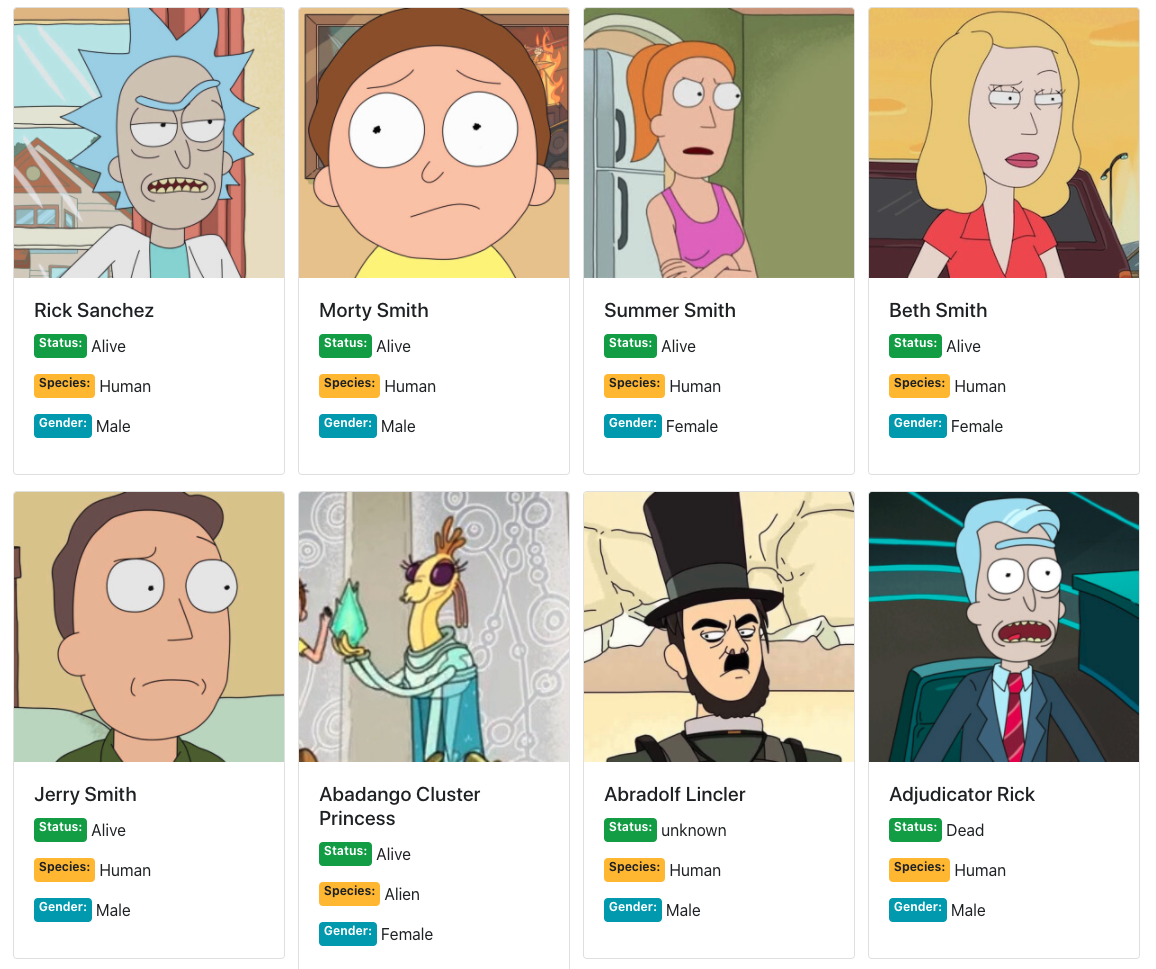 Rick Sanchez
Status: Alive
Species: Human
Gender: Male
Morty Smith
Status: Alive
Species: Human
Gender: Male
Summer Smith
Status: Alive
Species: Human
Gender: Female
Beth Smith
Status: Alive
Species: Human
Gender: Female
Jerry Smith
Status: Alive
Species: Human
Gender: Male
Abadango Cluster
Princess
Status: Alive
Species: Alien
Gender: Female
Abradolf Lincler
Status: unknown
Species: Human
Gender: Male
Adjudicator Rick
Status: Dead
Species: Human
Gender: Male